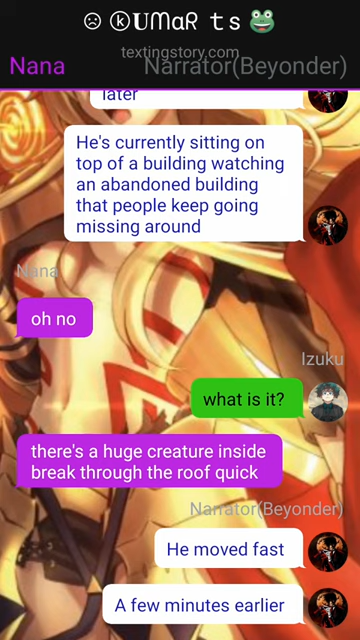 ☹ ⓚUᗰαᖇ ｔｓ🐸
textingstory.com
Nana Narrator(Beyonder)
later
He's currently sitting on
top of a building watching
an abandoned building
that people keep going
missing around
Nana
oh no
Izuku
what is it?
there's a huge creature inside
break through the roof quick
Narrator(Beyonder)
He moved fast
A few minutes earlier